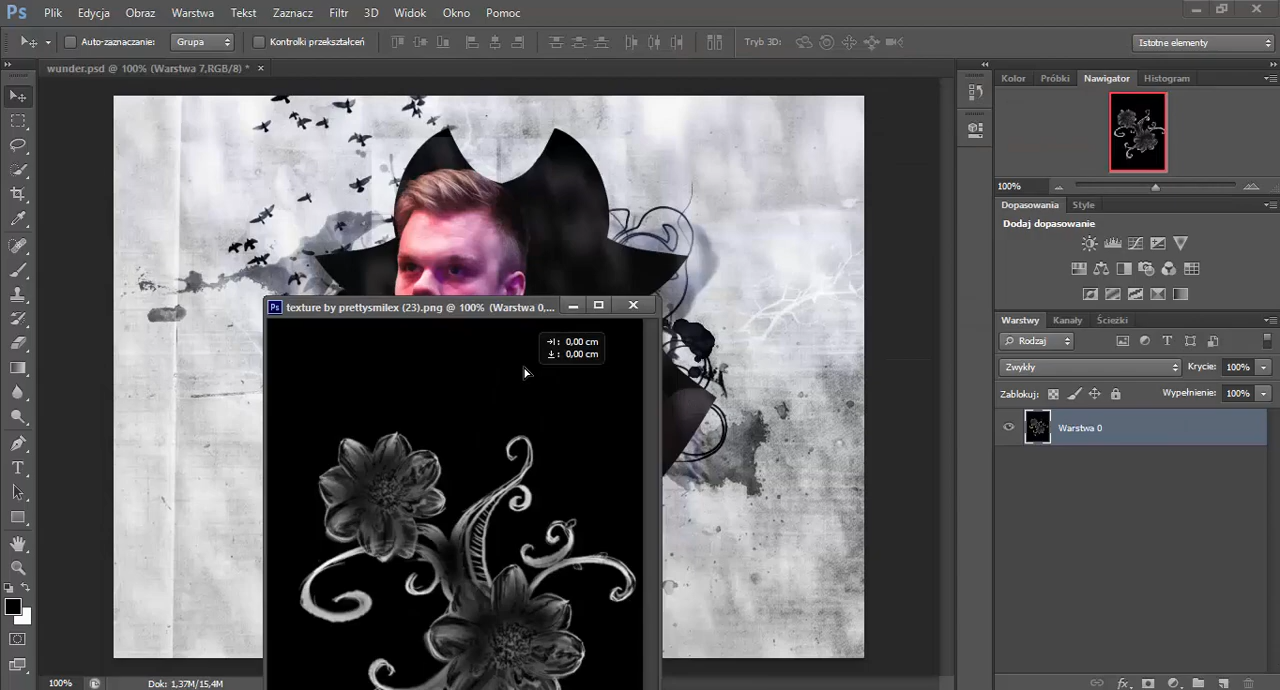 Ps Plik Edycja Obraz Warstwa Tekst Zaznacz Filtr 3D Widok Okno Pomoc
Auto-zaznaczanie: Grupa Kontrolki przekształceń Tryb 3D: Istotne elementy
wunder.psd @ 100% (Warstwa 7,RGB/8) * ×
Kolor Próbki Nawigator Histogram
100%
Dopasowania Style
Dodaj dopasowanie
Ps texture by prettysmilex (23).png @ 100% (Warstwa 0,...
Warstwy Kanały Ścieżki
Rodzaj
→: 0,00 cm
↓: 0,00 cm
Zwykły Krycie: 100%
Zablokuj: Wypełnienie: 100%
Warstwa 0
100% Dok: 1,37M/15,4M